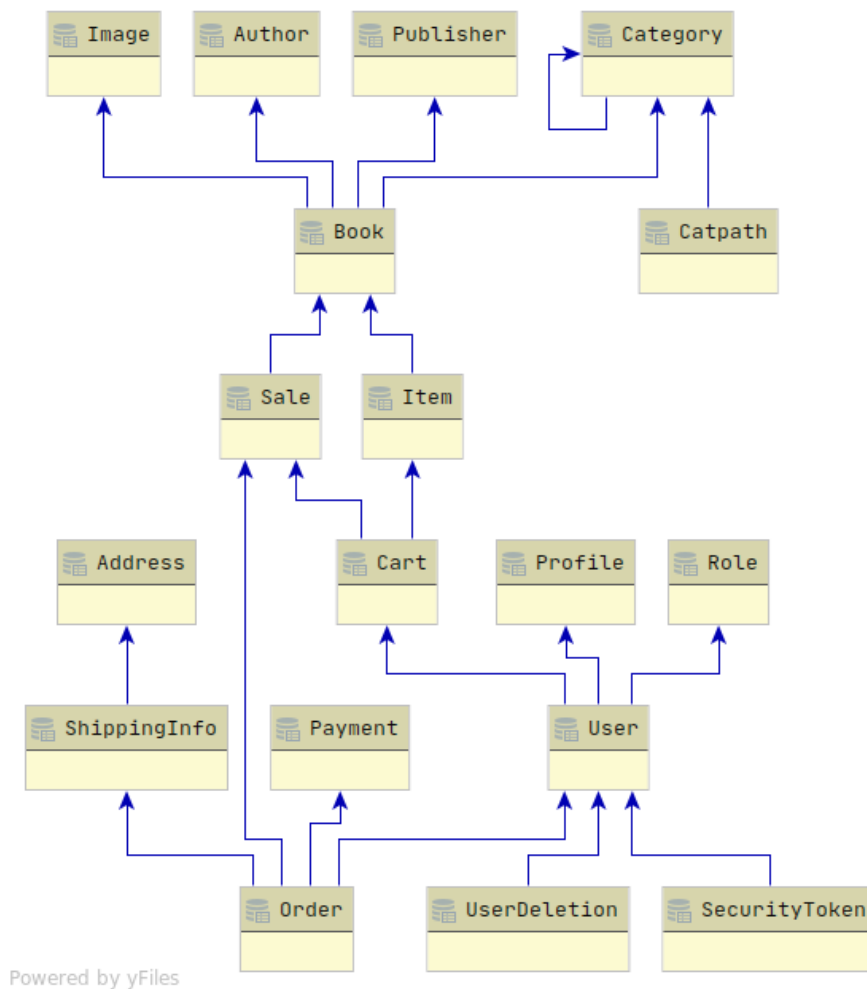 Image
Author
Publisher
Category
Book
Catpath
Sale
Item
Address
Cart
Profile
Role
ShippingInfo
Payment
User
Order
UserDeletion
SecurityToken
Powered by yFiles